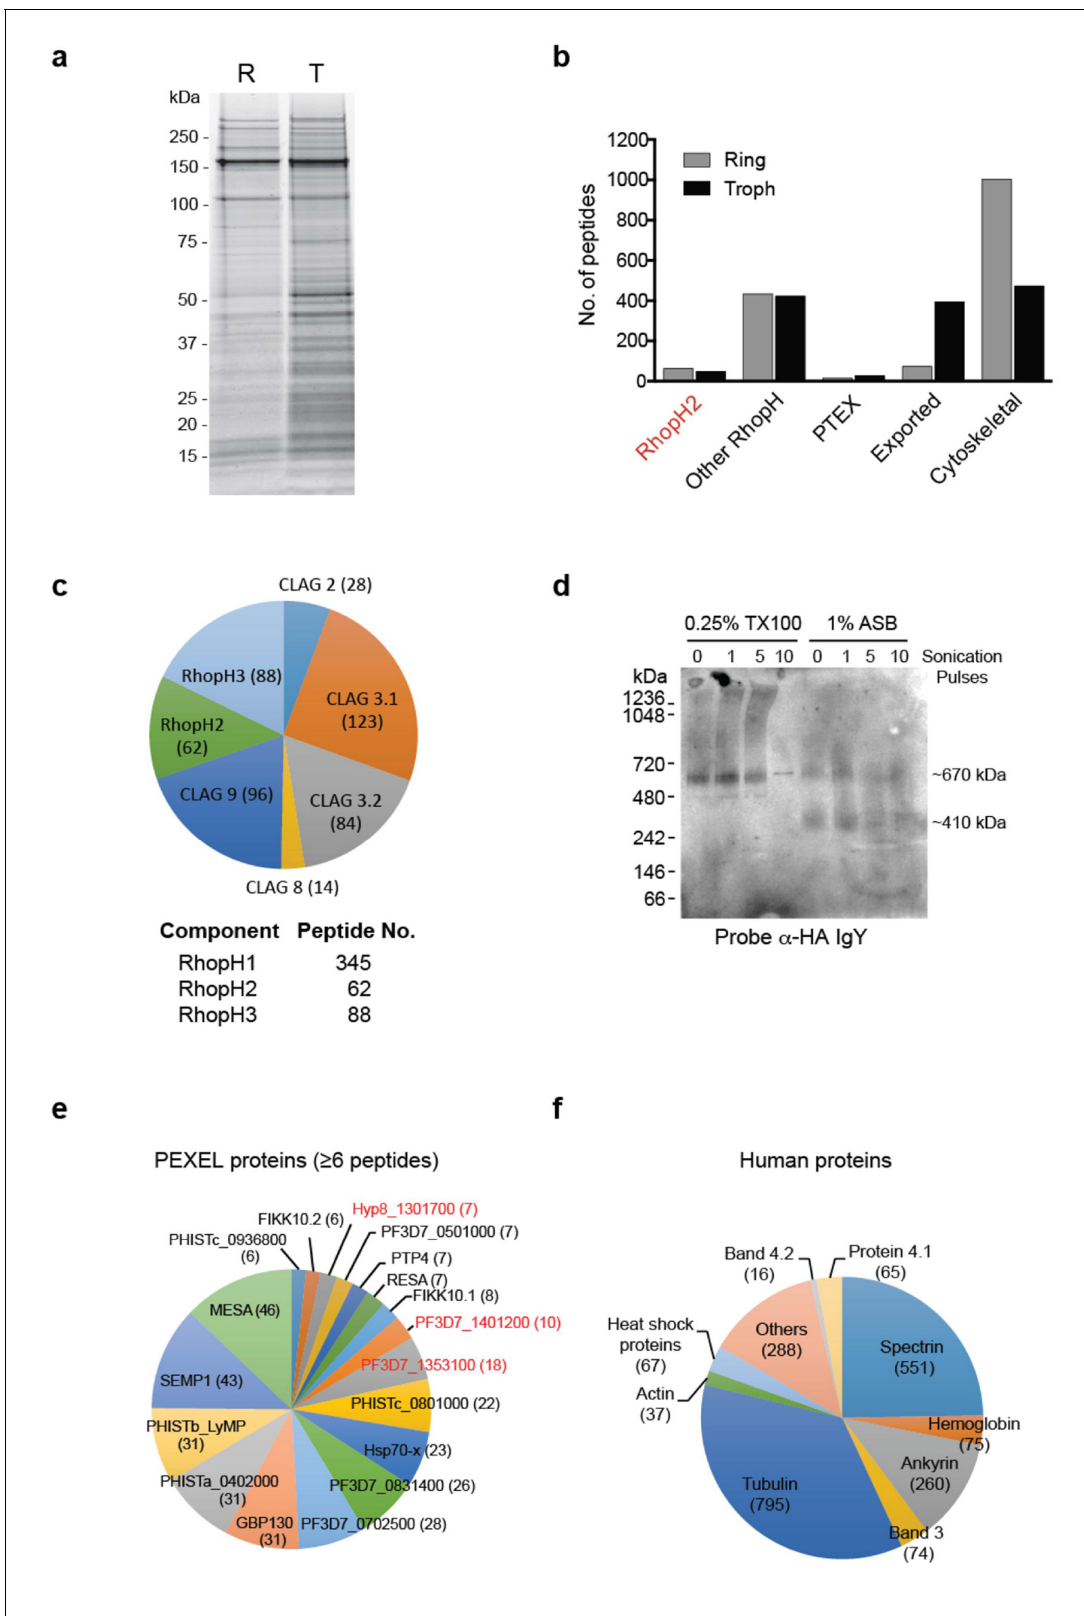 a
R T
kDa
250 -
150 -
100 -
75 -
50 -
37 -
25 -
20 -
15 -
b
No. of peptides
1200
1000
800
600
400
200
0
Ring
Troph
RhopH2
Other RhopH
PTEX
Exported
Cytoskeletal
c
CLAG 2 (28)
CLAG 3.1
(123)
CLAG 3.2
(84)
CLAG 8 (14)
CLAG 9 (96)
RhopH2
(62)
RhopH3 (88)
Component Peptide No.
RhopH1 345
RhopH2 62
RhopH3 88
d
0.25% TX100 1% ASB
0 1 5 10 0 1 5 10 Sonication
Pulses
kDa
1236 -
1048 -
720 -
480 -
242 -
146 -
66 -
~670 kDa
~410 kDa
Probe α-HA IgY
e
PEXEL proteins (≥6 peptides)
PHISTc_0936800
(6)
FIKK10.2 (6)
Hyp8_1301700 (7)
PF3D7_0501000 (7)
PTP4 (7)
RESA (7)
FIKK10.1 (8)
PF3D7_1401200 (10)
PF3D7_1353100 (18)
PHISTc_0801000 (22)
Hsp70-x (23)
PF3D7_0831400 (26)
PF3D7_0702500 (28)
GBP130
(31)
PHISTa_0402000
(31)
PHISTb_LyMP
(31)
SEMP1 (43)
MESA (46)
f
Human proteins
Band 4.2
(16)
Protein 4.1
(65)
Spectrin
(551)
Hemoglobin
(75)
Ankyrin
(260)
Band 3
(74)
Tubulin
(795)
Actin
(37)
Heat shock
proteins
(67)
Others
(288)